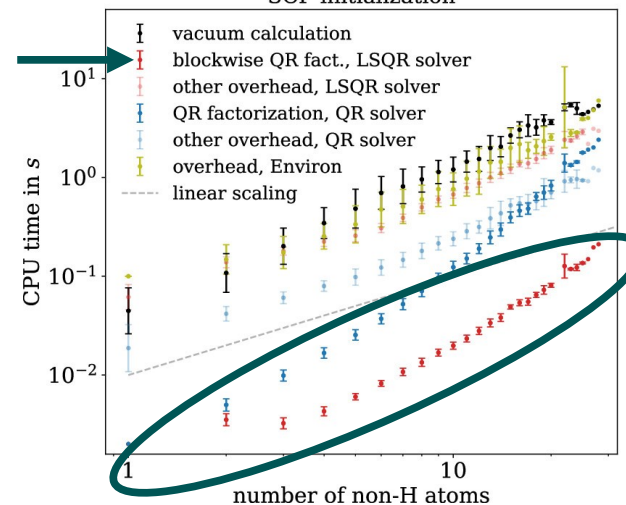 SCF initialization
vacuum calculation
blockwise QR fact., LSQR solver
other overhead, LSQR solver
QR factorization, QR solver
other overhead, QR solver
overhead, Environ
linear scaling
CPU time in s
10¹
10⁰
10⁻¹
10⁻²
1
10
number of non-H atoms